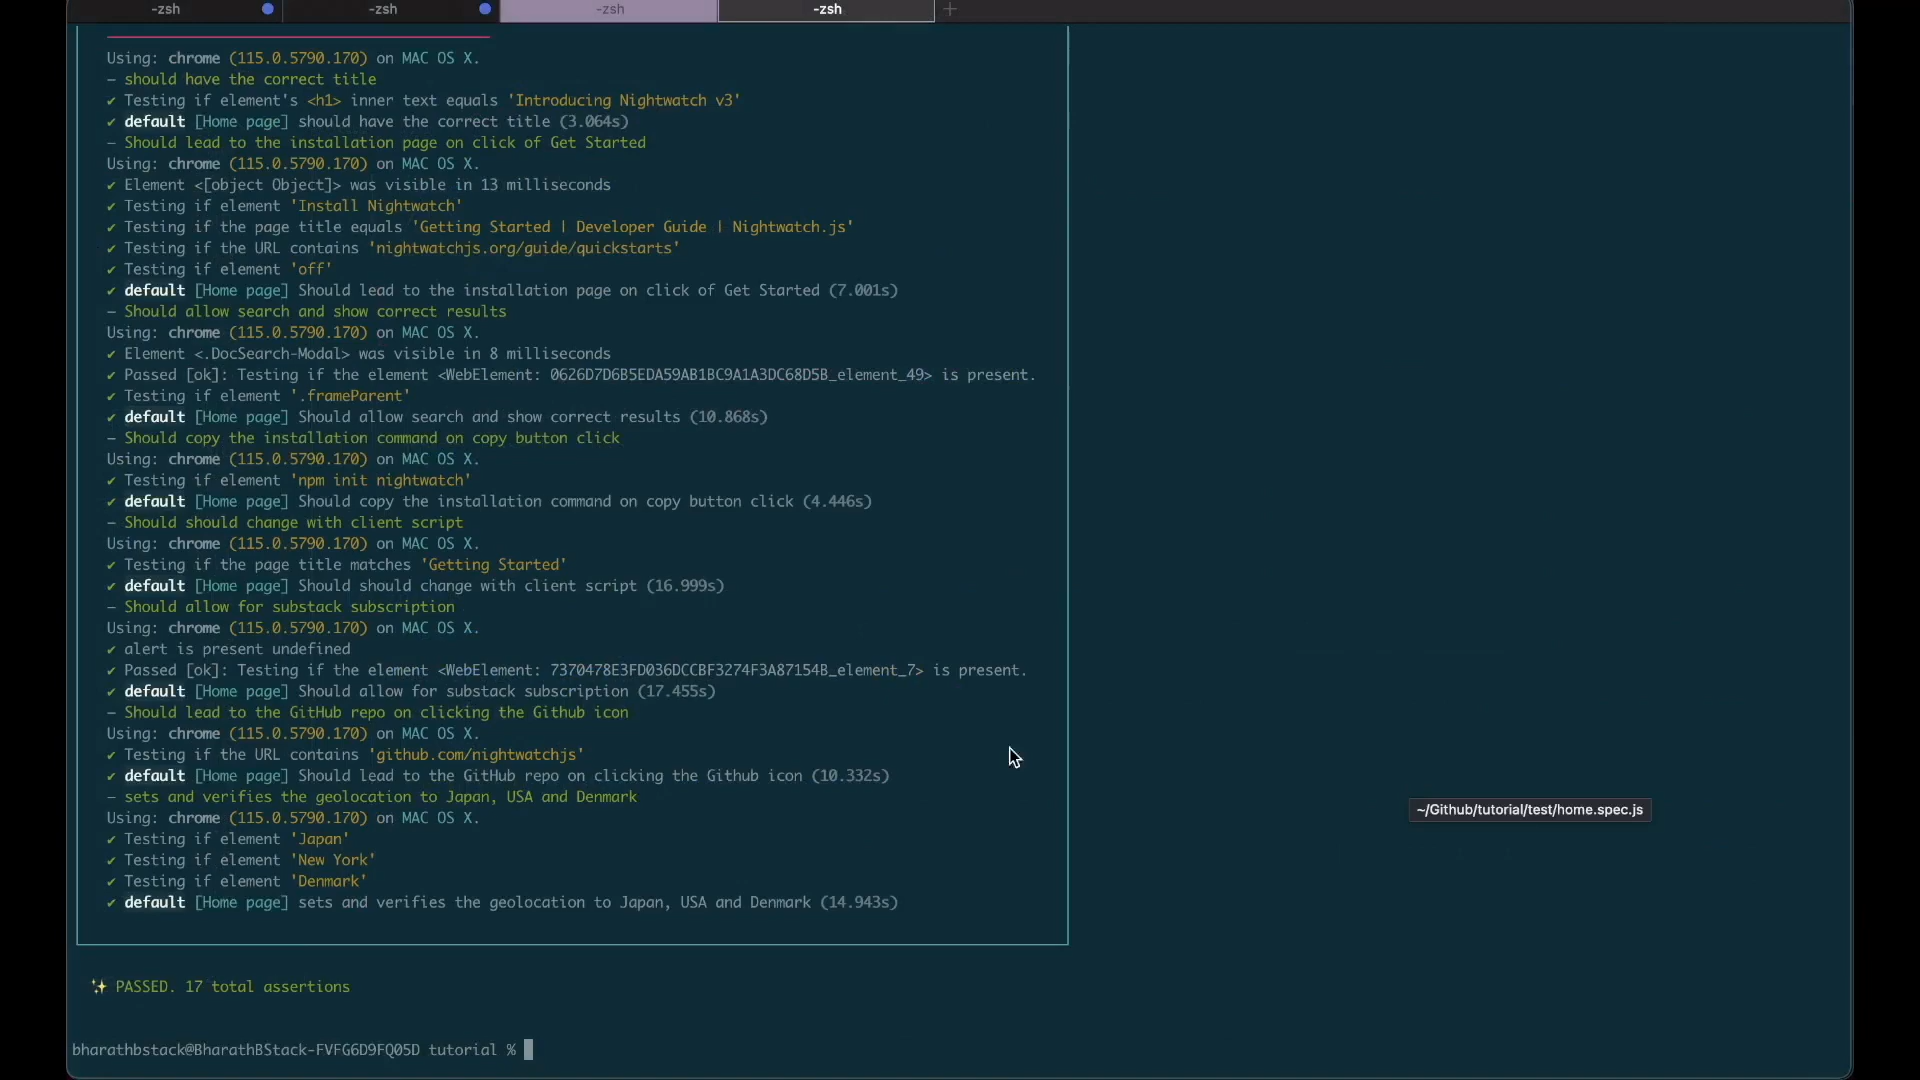 -zsh
-zsh
-zsh
-zsh
Using: chrome (115.0.5790.170) on MAC OS X.
– should have the correct title
✔ Testing if element's <h1> inner text equals 'Introducing Nightwatch v3'
✔ default [Home page] should have the correct title (3.064s)
– Should lead to the installation page on click of Get Started
Using: chrome (115.0.5790.170) on MAC OS X.
✔ Element <[object Object]> was visible in 13 milliseconds
✔ Testing if element 'Install Nightwatch'
✔ Testing if the page title equals 'Getting Started | Developer Guide | Nightwatch.js'
✔ Testing if the URL contains 'nightwatchjs.org/guide/quickstarts'
✔ Testing if element 'off'
✔ default [Home page] Should lead to the installation page on click of Get Started (7.001s)
– Should allow search and show correct results
Using: chrome (115.0.5790.170) on MAC OS X.
✔ Element <.DocSearch-Modal> was visible in 8 milliseconds
✔ Passed [ok]: Testing if the element <WebElement: 0626D7D6B5EDA59AB1BC9A1A3DC68D5B_element_49> is present.
✔ Testing if element '.frameParent'
✔ default [Home page] Should allow search and show correct results (10.868s)
– Should copy the installation command on copy button click
Using: chrome (115.0.5790.170) on MAC OS X.
✔ Testing if element 'npm init nightwatch'
✔ default [Home page] Should copy the installation command on copy button click (4.446s)
– Should should change with client script
Using: chrome (115.0.5790.170) on MAC OS X.
✔ Testing if the page title matches 'Getting Started'
✔ default [Home page] Should should change with client script (16.999s)
– Should allow for substack subscription
Using: chrome (115.0.5790.170) on MAC OS X.
✔ alert is present undefined
✔ Passed [ok]: Testing if the element <WebElement: 7370478E3FD036DCCBF3274F3A87154B_element_7> is present.
✔ default [Home page] Should allow for substack subscription (17.455s)
– Should lead to the GitHub repo on clicking the Github icon
Using: chrome (115.0.5790.170) on MAC OS X.
✔ Testing if the URL contains 'github.com/nightwatchjs'
✔ default [Home page] Should lead to the GitHub repo on clicking the Github icon (10.332s)
– sets and verifies the geolocation to Japan, USA and Denmark
Using: chrome (115.0.5790.170) on MAC OS X.
✔ Testing if element 'Japan'
✔ Testing if element 'New York'
✔ Testing if element 'Denmark'
✔ default [Home page] sets and verifies the geolocation to Japan, USA and Denmark (14.943s)
~/Github/tutorial/test/home.spec.js
✨ PASSED. 17 total assertions
bharathbstack@BharathBStack-FVFG6D9FQ05D tutorial %